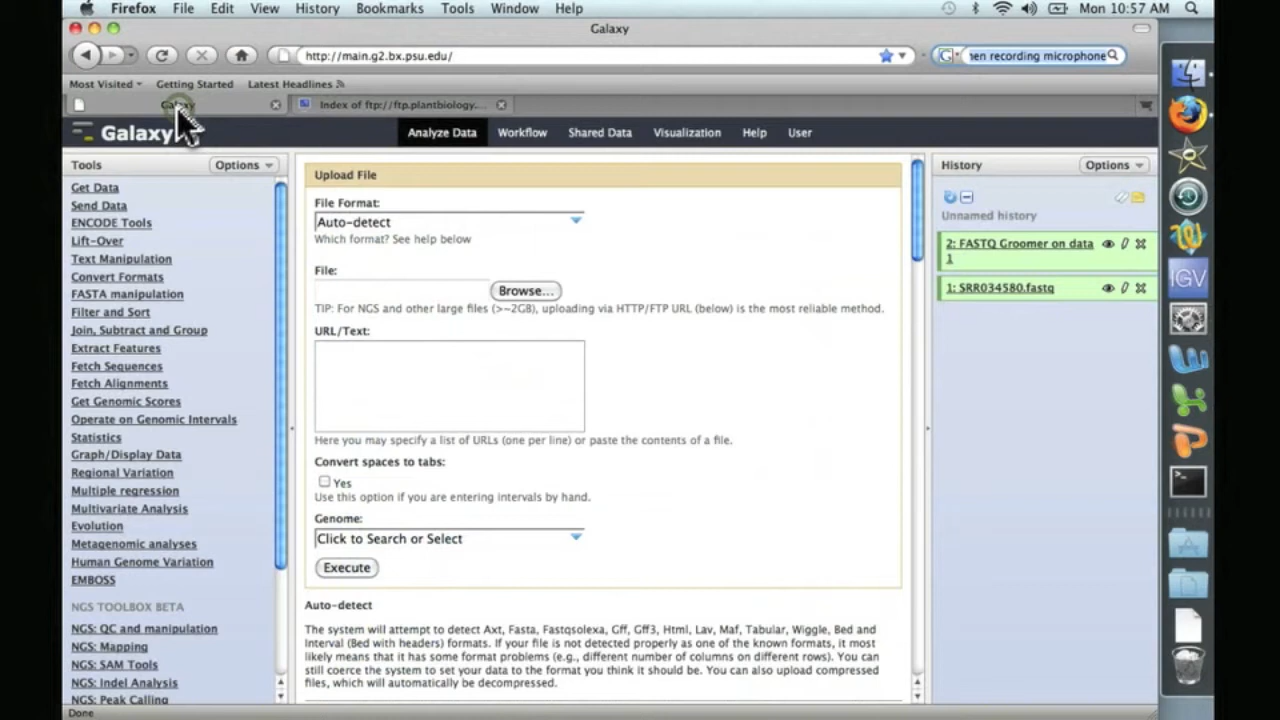 Firefox File Edit View History Bookmarks Tools Window Help Mon 10:57 AM
Galaxy
http://main.g2.bx.psu.edu/
nen recording microphone
Most Visited Getting Started Latest Headlines
Galaxy Index of ftp://ftp.plantbiology....
Galaxy Analyze Data Workflow Shared Data Visualization Help User
Tools Options
Get Data
Send Data
ENCODE Tools
Lift-Over
Text Manipulation
Convert Formats
FASTA manipulation
Filter and Sort
Join, Subtract and Group
Extract Features
Fetch Sequences
Fetch Alignments
Get Genomic Scores
Operate on Genomic Intervals
Statistics
Graph/Display Data
Regional Variation
Multiple regression
Multivariate Analysis
Evolution
Metagenomic analyses
Human Genome Variation
EMBOSS
NGS TOOLBOX BETA
NGS: QC and manipulation
NGS: Mapping
NGS: SAM Tools
NGS: Indel Analysis
NGS: Peak Calling
Upload File
File Format:
Auto-detect
Which format? See help below
File:
Browse...
TIP: For NGS and other large files (>~2GB), uploading via HTTP/FTP URL (below) is the most reliable method.
URL/Text:
Here you may specify a list of URLs (one per line) or paste the contents of a file.
Convert spaces to tabs:
Yes
Use this option if you are entering intervals by hand.
Genome:
Click to Search or Select
Execute
Auto-detect
The system will attempt to detect Axt, Fasta, Fastqsolexa, Gff, Gff3, Html, Lav, Maf, Tabular, Wiggle, Bed and
Interval (Bed with headers) formats. If your file is not detected properly as one of the known formats, it most
likely means that it has some format problems (e.g., different number of columns on different rows). You can
still coerce the system to set your data to the format you think it should be. You can also upload compressed
files, which will automatically be decompressed.
History Options
Unnamed history
2: FASTQ Groomer on data
1
1: SRR034580.fastq
IGV
Done